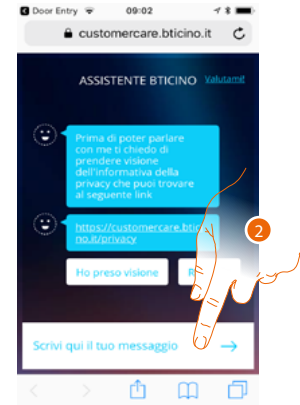 Door Entry 09:02
customercare.bticino.it
ASSISTENTE BTICINO Valutami!
Prima di poter parlare
con me ti chiedo di
prendere visione
dell'informativa della
privacy che puoi trovare
al seguente link
https://customercare.btici
no.it/privacy
2
Ho preso visione R
Scrivi qui il tuo messaggio